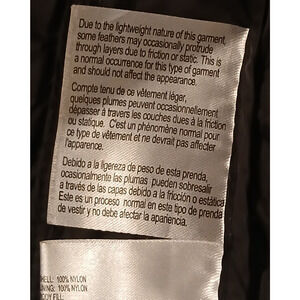 Due to the lightweight nature of this garment,
some feathers may occasionally protrude
through layers due to friction or static. This is
a normal occurrence for this type of garment
and should not affect the appearance.
Compte tenu de ce vêtement léger,
quelques plumes peuvent occasionnellement
dépasser à travers les couches dues à la friction
ou statique. C'est un phénomène normal pour
ce type du vêtement et ne devrait pas affecter
l'apparence.
Debido a la ligereza de peso de esta prenda,
ocasionalmente las plumas pueden sobresalir
a través de las capas debido a la fricción o estática
Este es un proceso normal en este tipo de prenda
de vestir y no debe afectar la apariencia.
SHELL: 100% NYLON
LINING: 100% NYLON
BODY FILL: